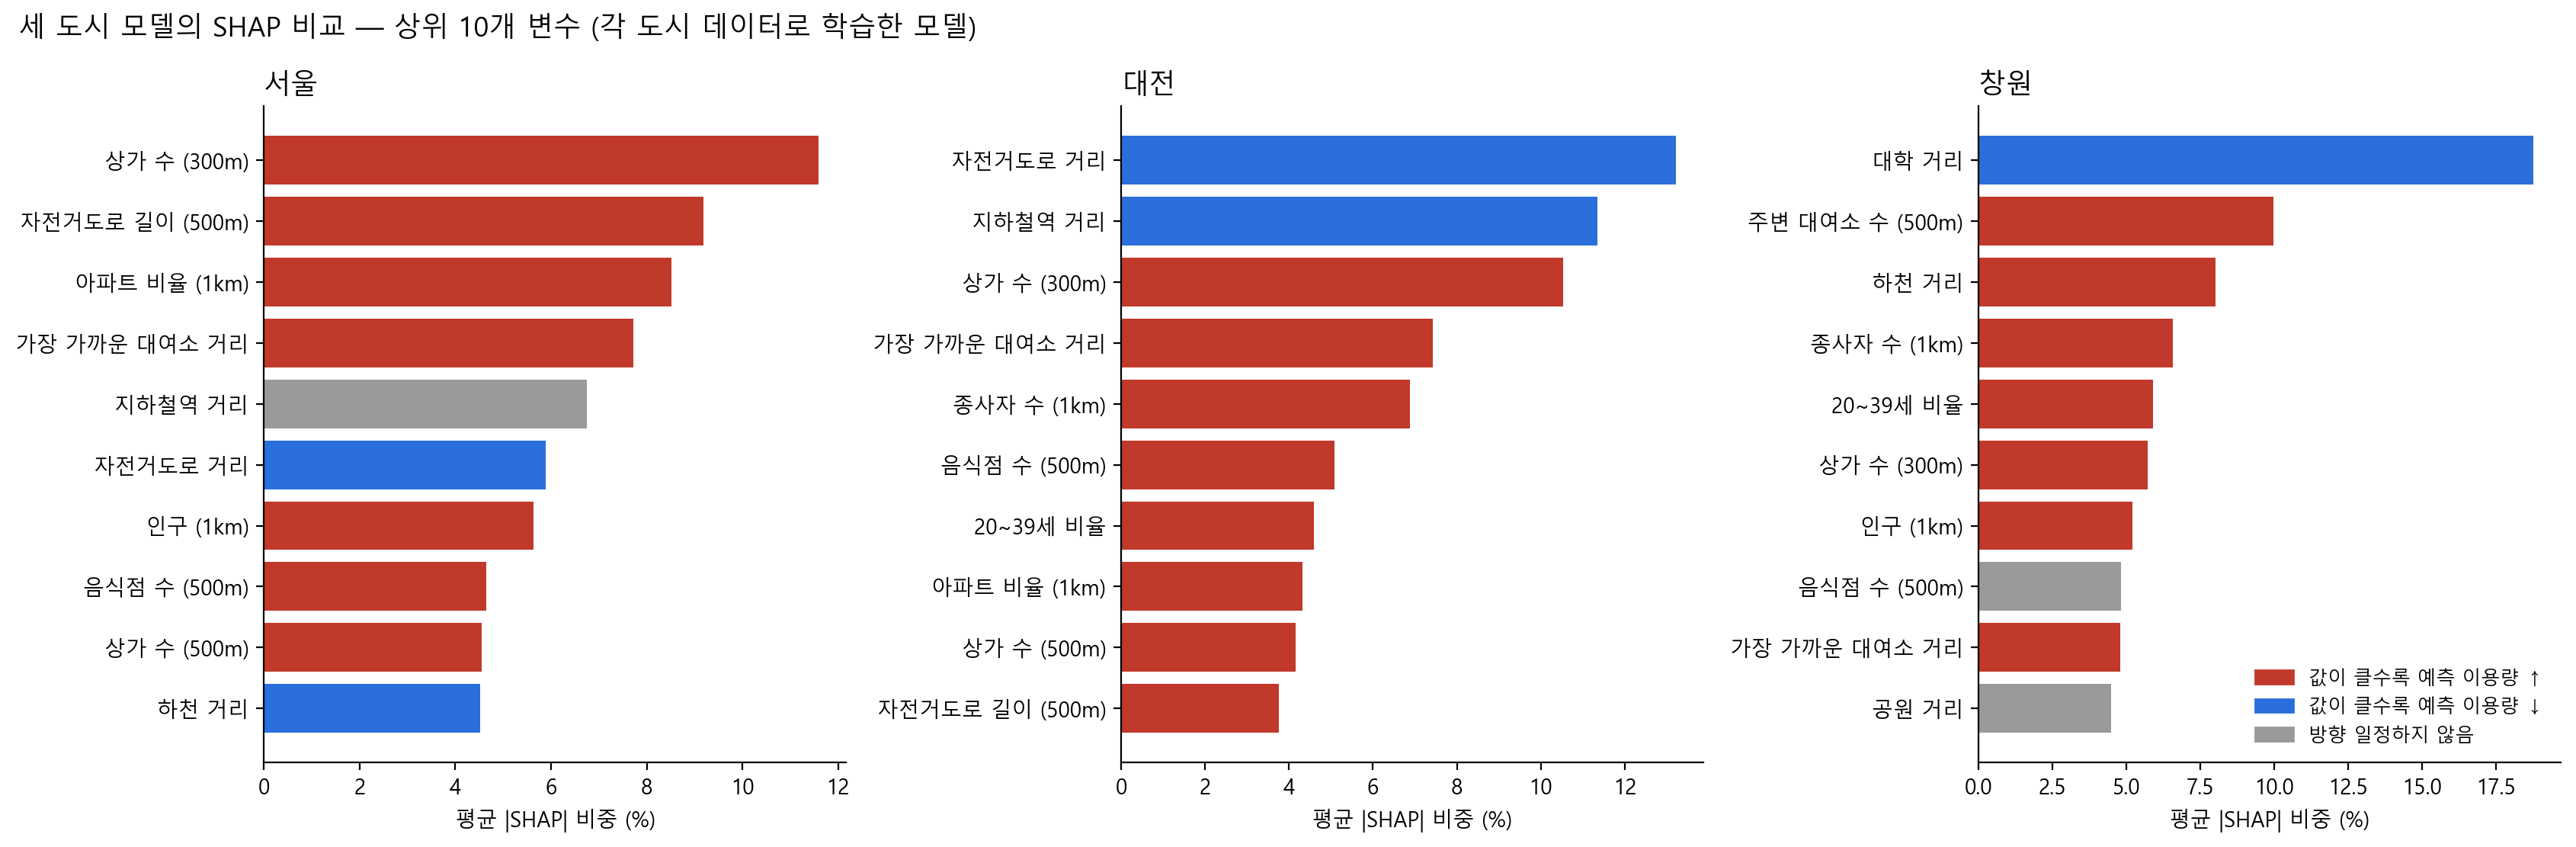 세 도시 모델의 SHAP 비교 — 상위 10개 변수 (각 도시 데이터로 학습한 모델)
서울
상가 수 (300m)
자전거도로 길이 (500m)
아파트 비율 (1km)
가장 가까운 대여소 거리
지하철역 거리
자전거도로 거리
인구 (1km)
음식점 수 (500m)
상가 수 (500m)
하천 거리
0 2 4 6 8 10 12
평균 |SHAP| 비중 (%)
대전
자전거도로 거리
지하철역 거리
상가 수 (300m)
가장 가까운 대여소 거리
종사자 수 (1km)
음식점 수 (500m)
20~39세 비율
아파트 비율 (1km)
상가 수 (500m)
자전거도로 길이 (500m)
0 2 4 6 8 10 12
평균 |SHAP| 비중 (%)
창원
대학 거리
주변 대여소 수 (500m)
하천 거리
종사자 수 (1km)
20~39세 비율
상가 수 (300m)
인구 (1km)
음식점 수 (500m)
가장 가까운 대여소 거리
공원 거리
값이 클수록 예측 이용량 ↑
값이 클수록 예측 이용량 ↓
방향 일정하지 않음
0.0 2.5 5.0 7.5 10.0 12.5 15.0 17.5
평균 |SHAP| 비중 (%)